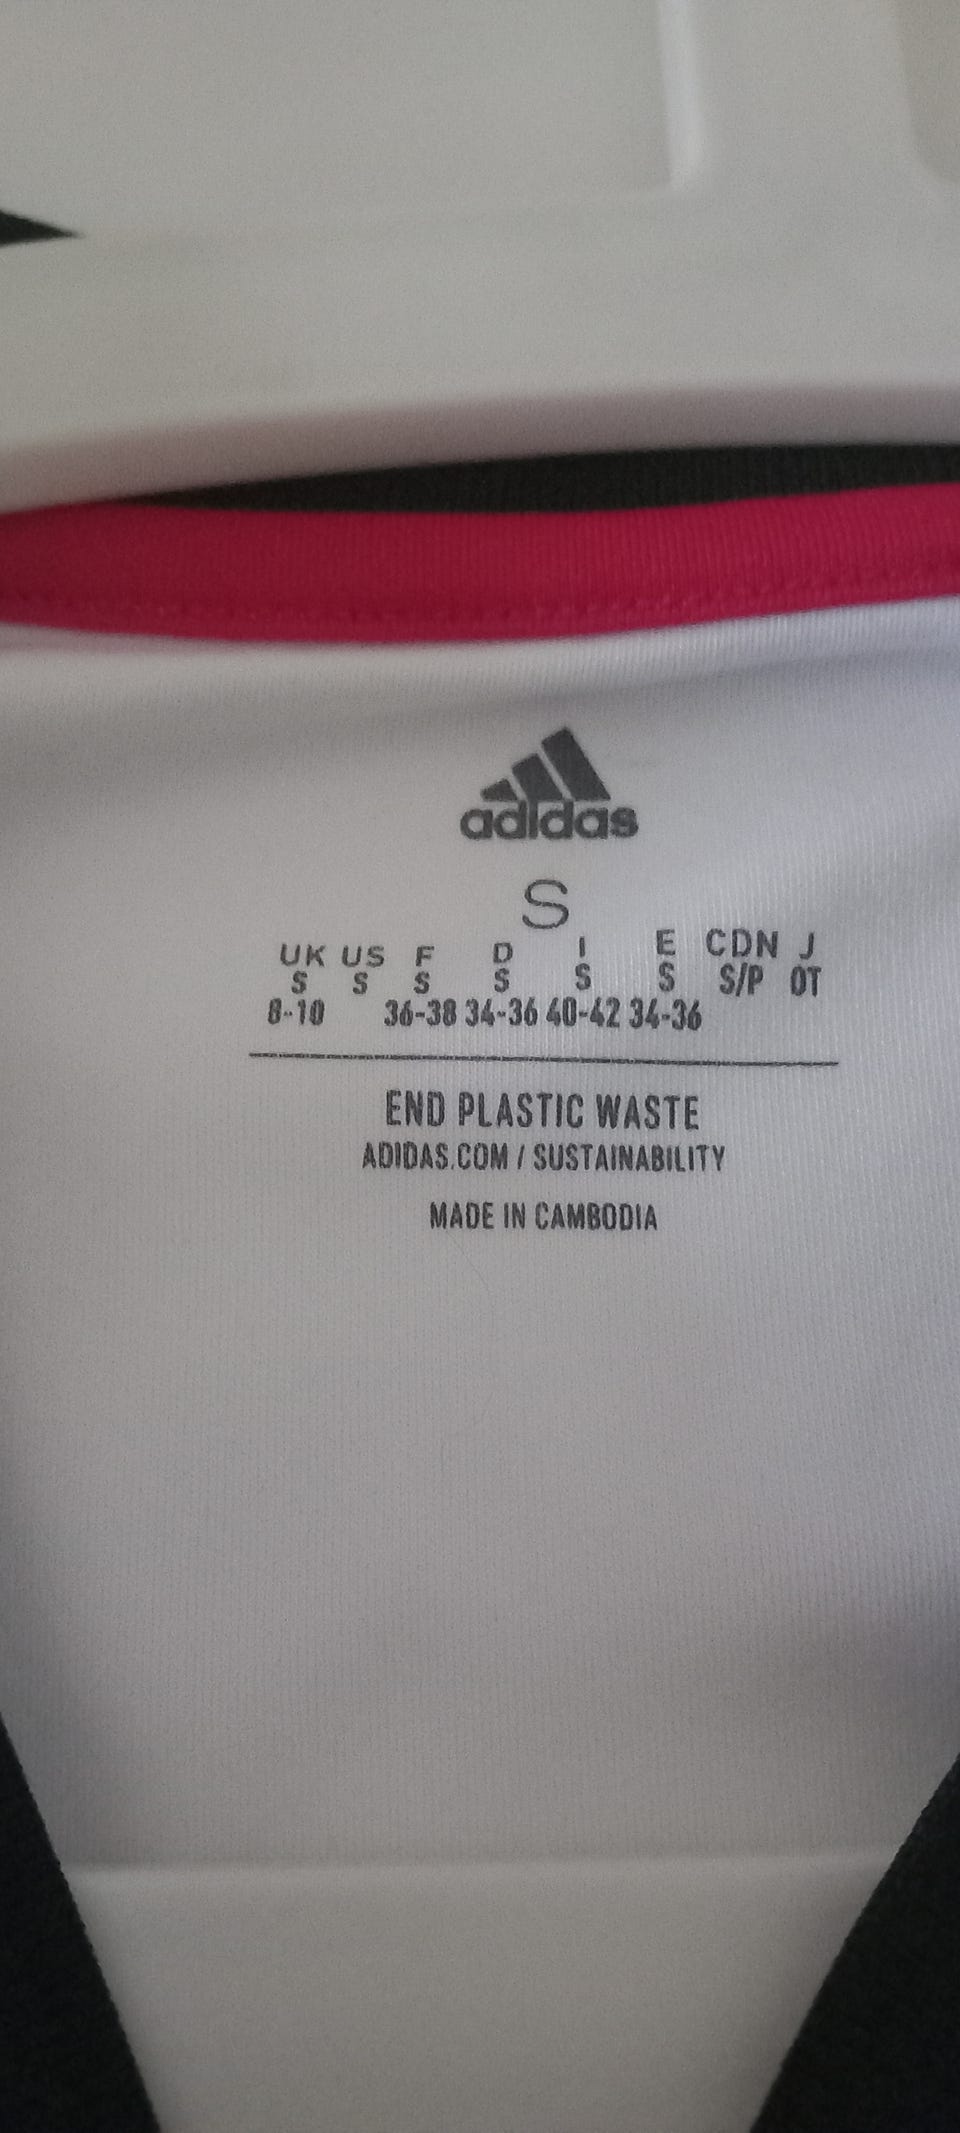 adidas
S
UK US F D I E CDN J
S S S S S S S/P OT
8-10 36-38 34-36 40-42 34-36
END PLASTIC WASTE
ADIDAS.COM / SUSTAINABILITY
MADE IN CAMBODIA